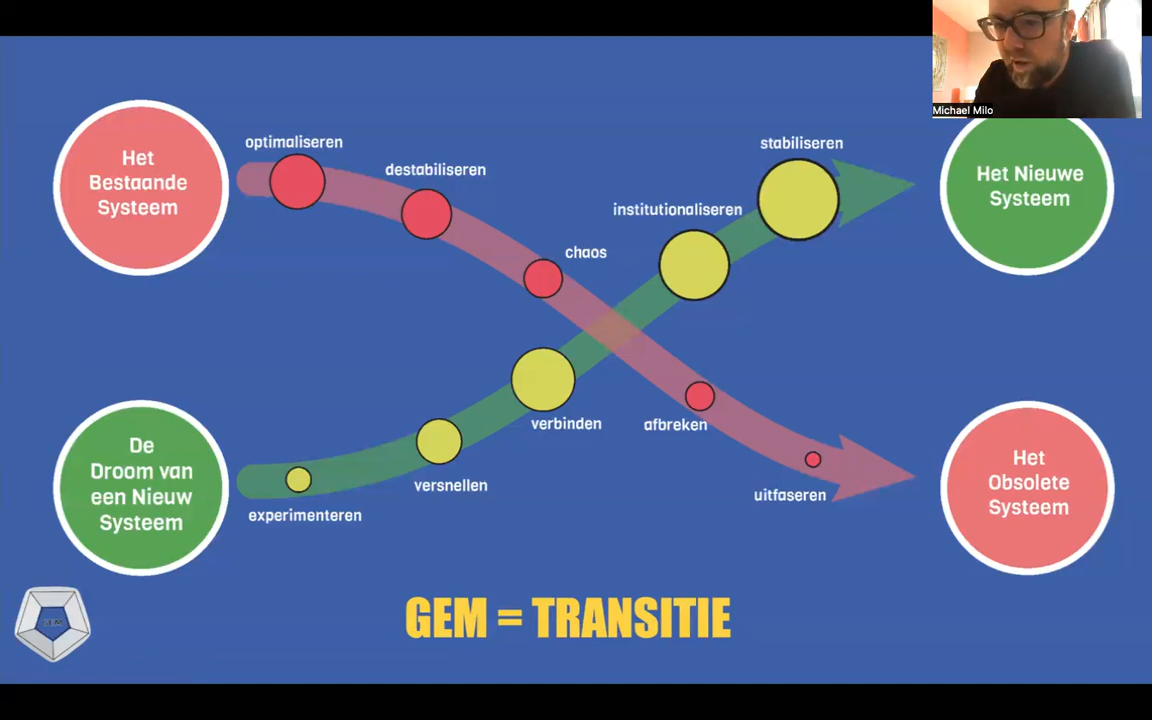 Michael Milo
Het
Bestaande
Systeem
optimaliseren
destabiliseren
chaos
stabiliseren
institutionaliseren
Het Nieuwe
Systeem
De
Droom van
een Nieuw
Systeem
experimenteren
versnellen
verbinden
afbreken
uitfaseren
Het
Obsolete
Systeem
GEM
GEM = TRANSITIE